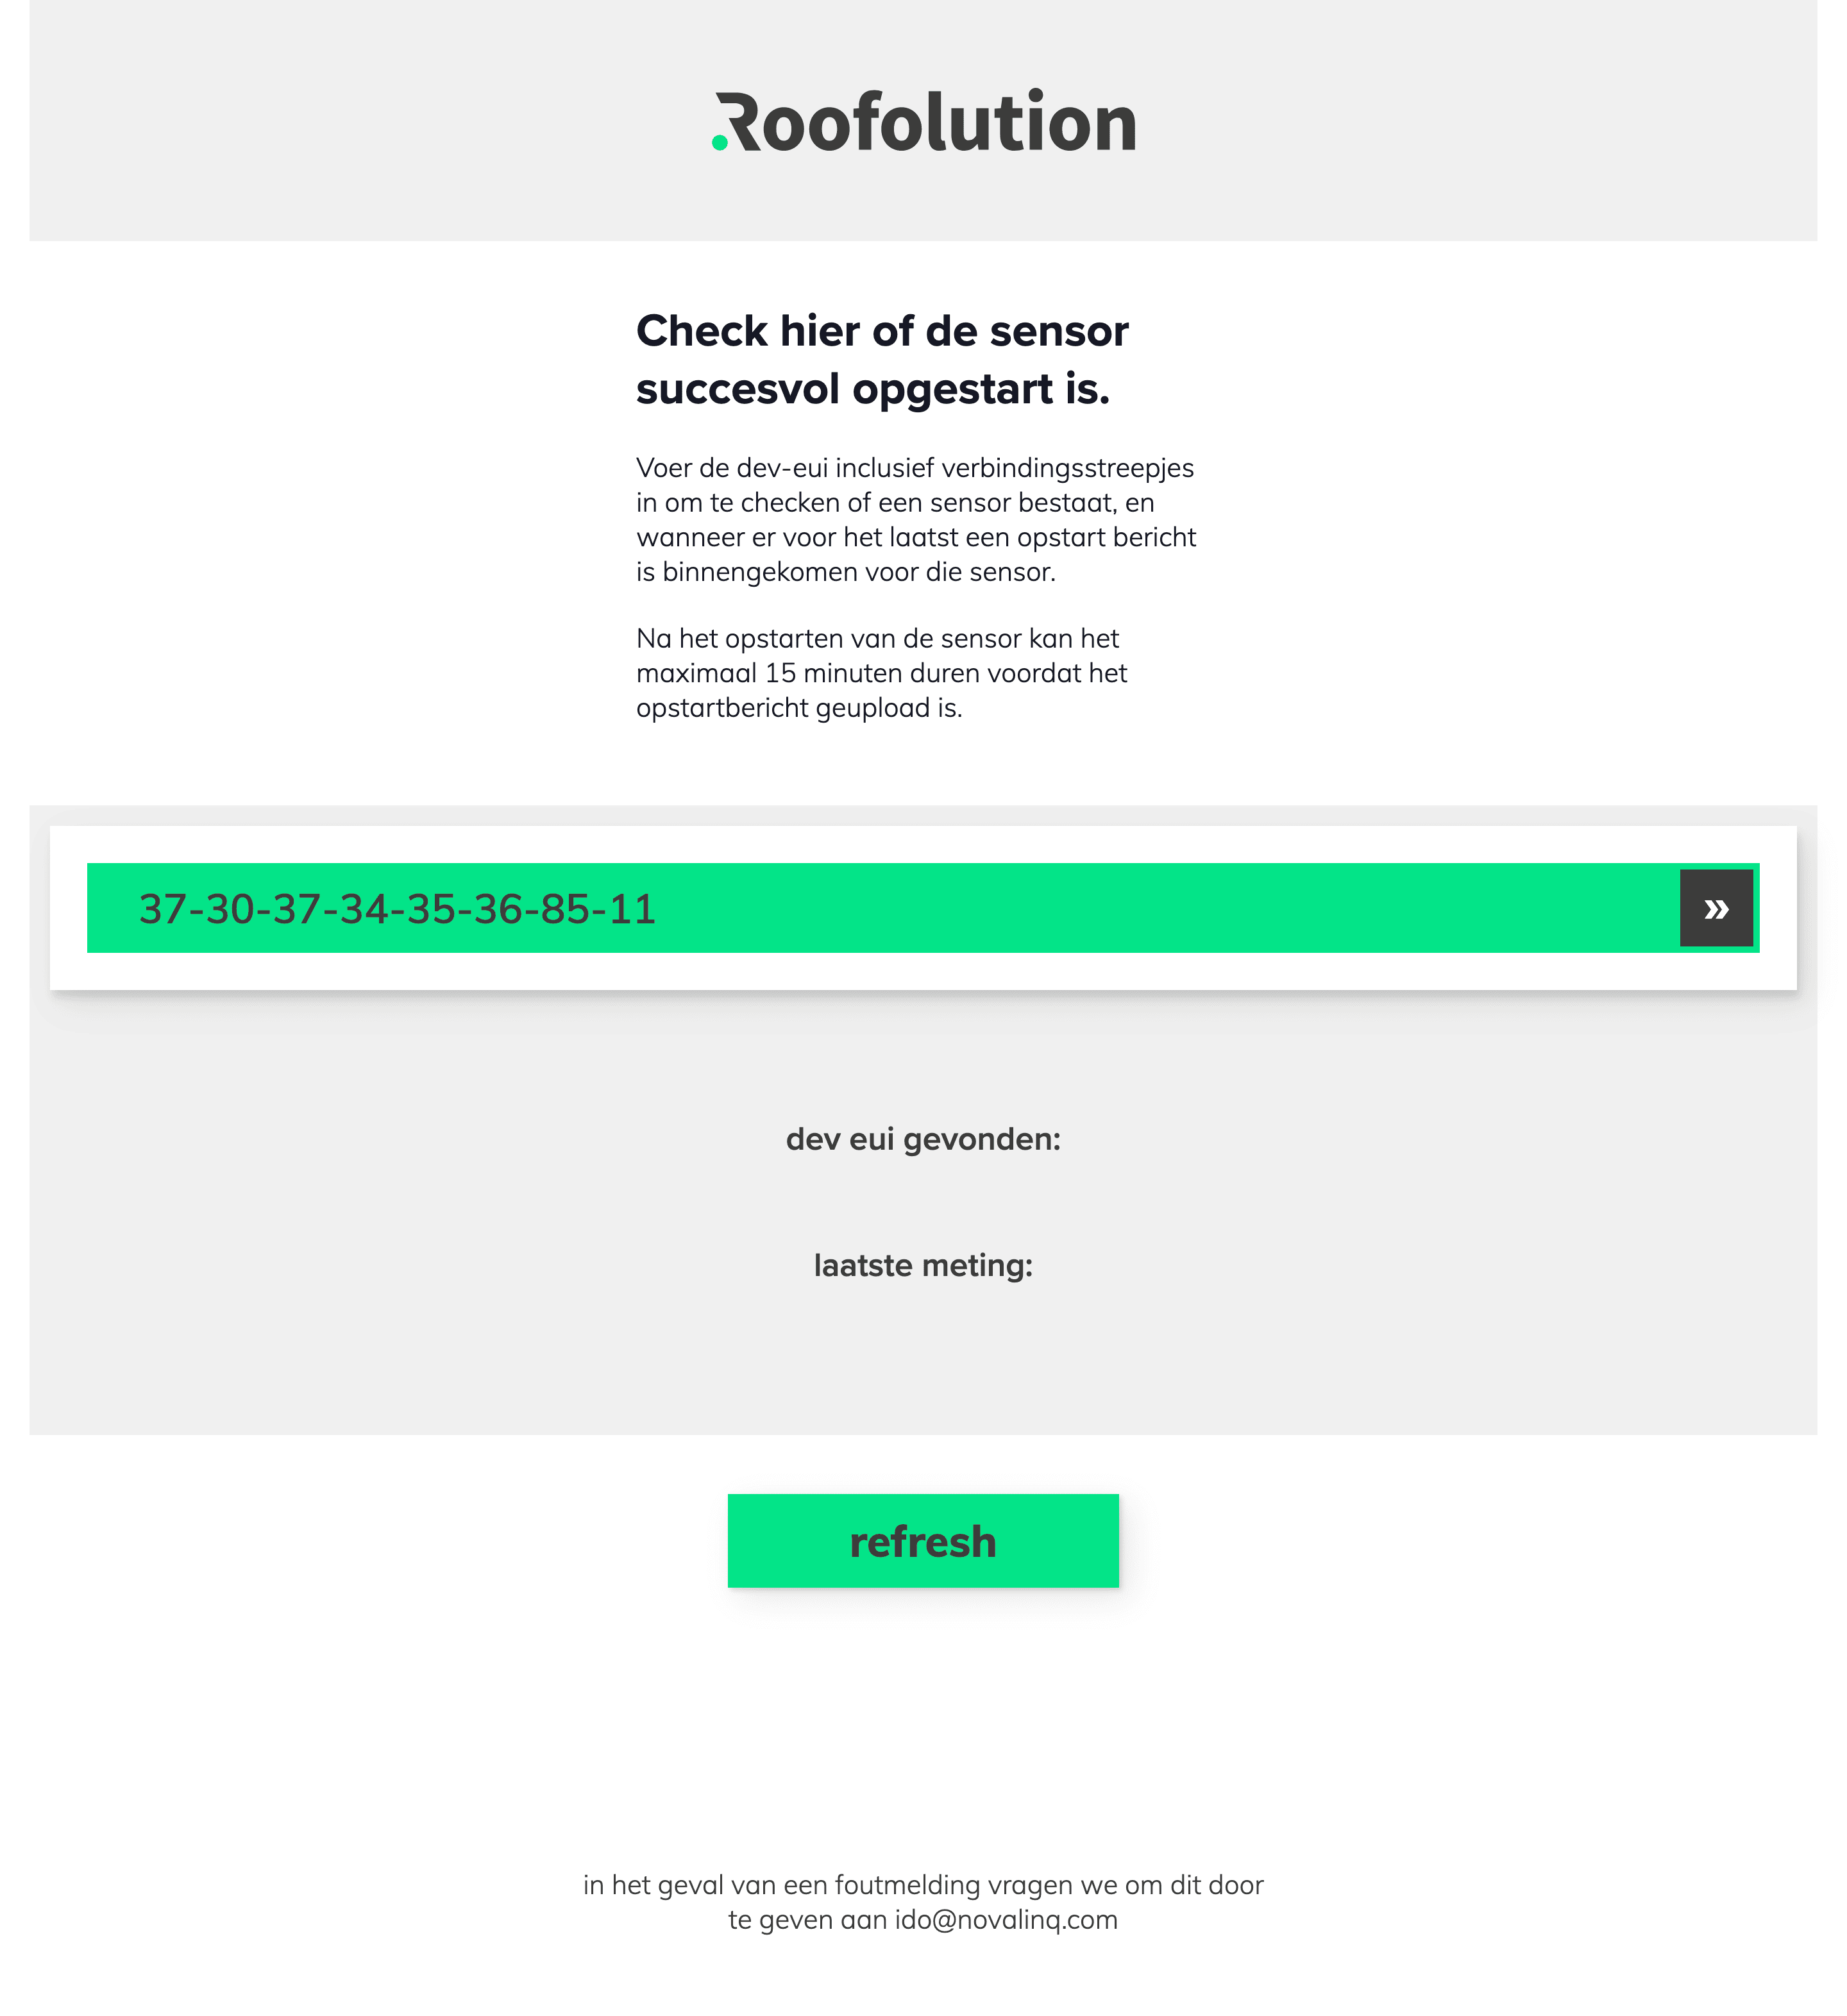 Roofolution
Check hier of de sensor
succesvol opgestart is.
Voer de dev-eui inclusief verbindingsstreepjes
in om te checken of een sensor bestaat, en
wanneer er voor het laatst een opstart bericht
is binnengekomen voor die sensor.
Na het opstarten van de sensor kan het
maximaal 15 minuten duren voordat het
opstartbericht geupload is.
37-30-37-34-35-36-85-11 »
dev eui gevonden:
laatste meting:
refresh
in het geval van een foutmelding vragen we om dit door
te geven aan ido@novalinq.com